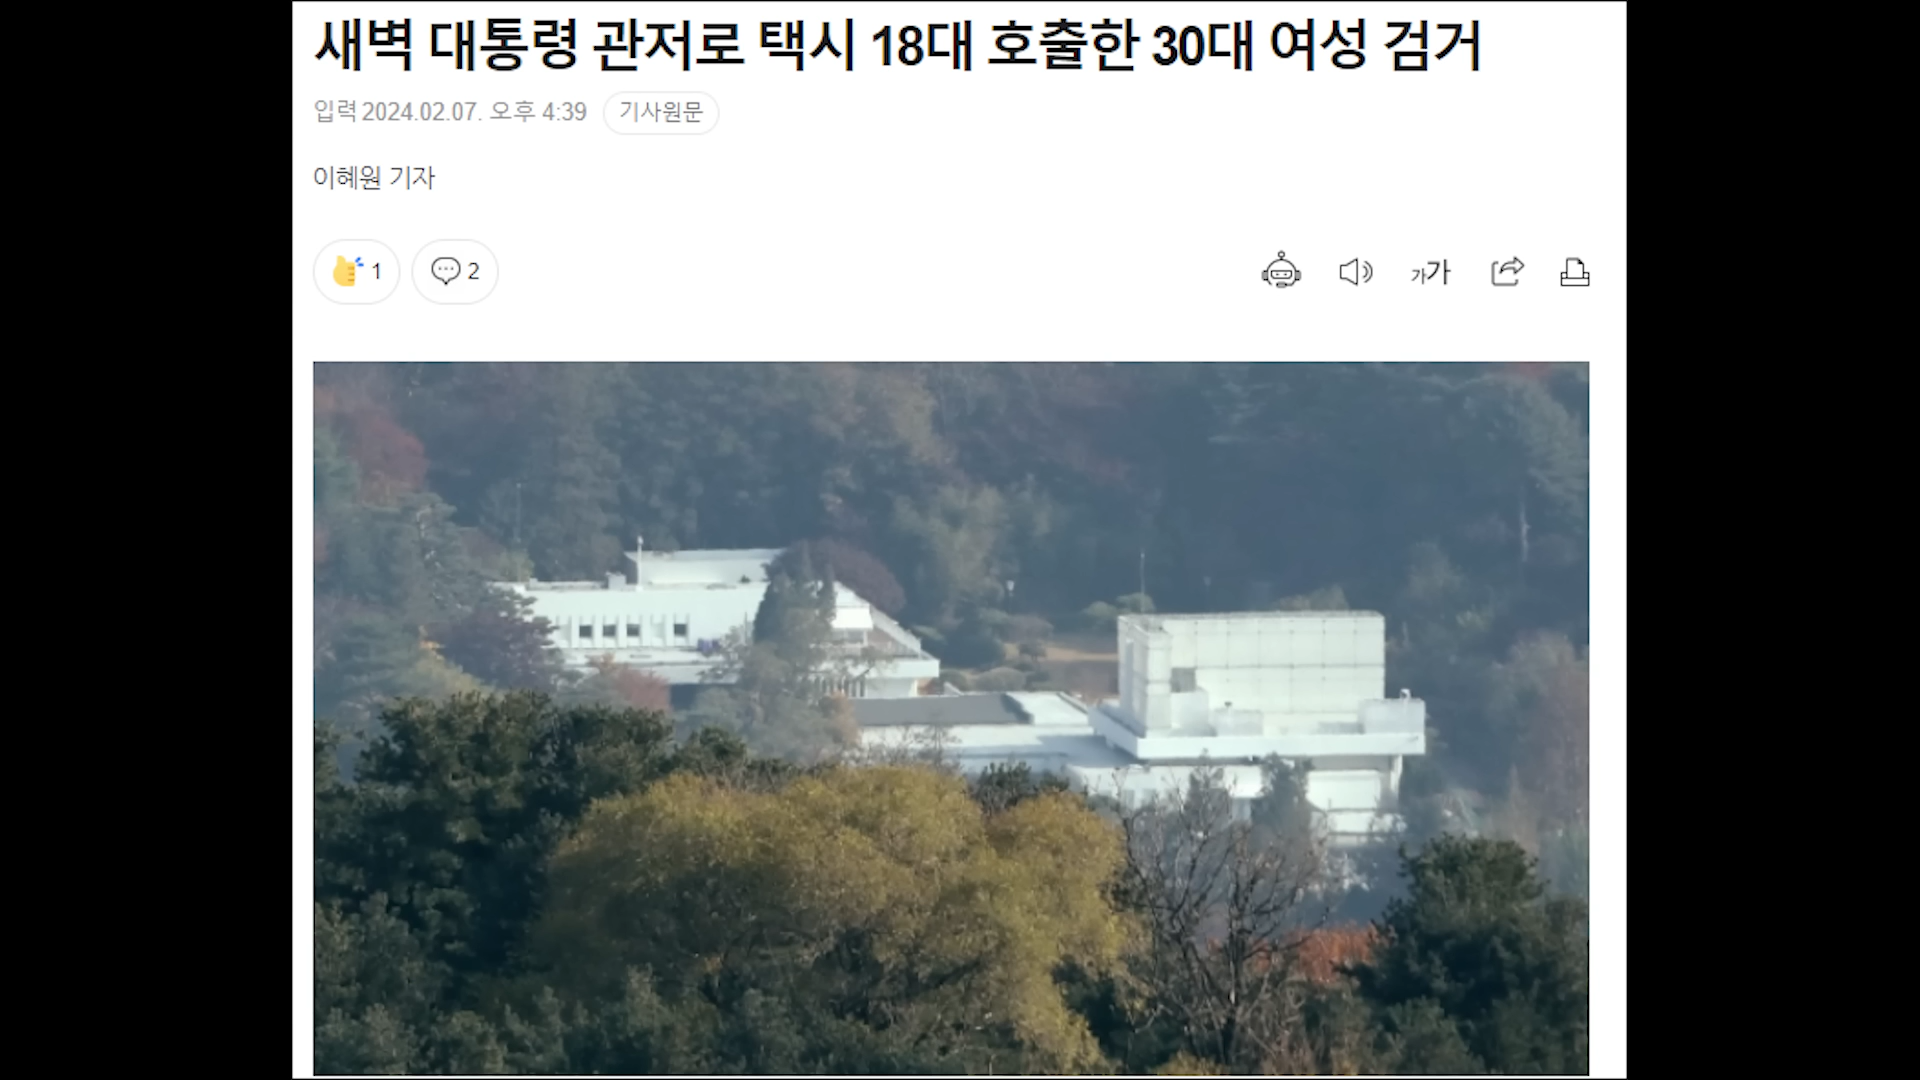 새벽 대통령 관저로 택시 18대 호출한 30대 여성 검거
입력 2024.02.07. 오후 4:39 기사원문
이혜원 기자
1 2
가가